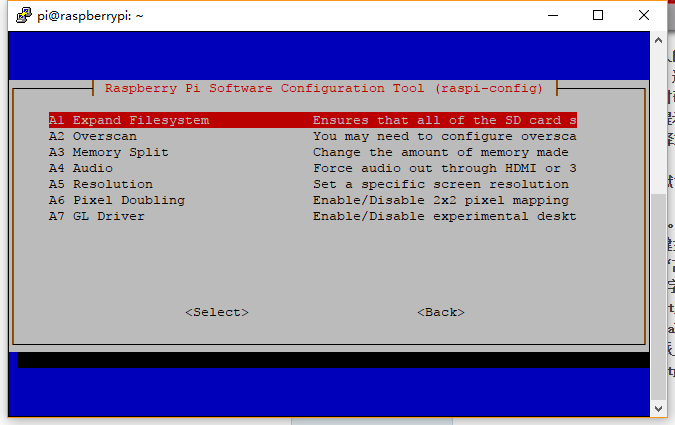 pi@raspberrypi: ~
Raspberry Pi Software Configuration Tool (raspi-config)
A1 Expand Filesystem Ensures that all of the SD card s
A2 Overscan You may need to configure oversca
A3 Memory Split Change the amount of memory made
A4 Audio Force audio out through HDMI or 3
A5 Resolution Set a specific screen resolution
A6 Pixel Doubling Enable/Disable 2x2 pixel mapping
A7 GL Driver Enable/Disable experimental deskt
<Select> <Back>